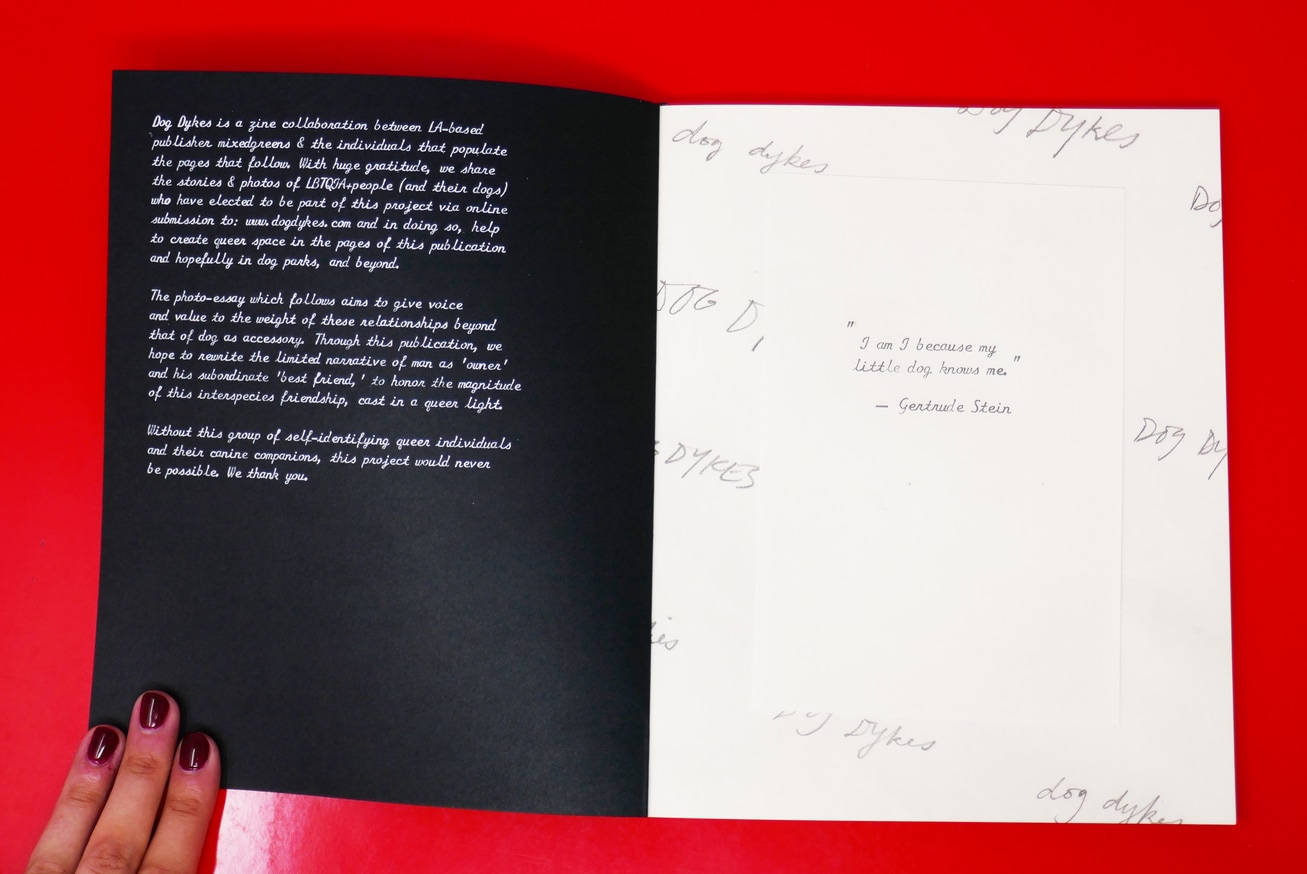 Dog Dykes is a zine collaboration between LA-based
publisher mixedgreens & the individuals that populate
the pages that follow. With huge gratitude, we share
the stories & photos of LBTQIA+people (and their dogs)
who have elected to be part of this project via online
submission to: www.dogdykes.com and in doing so, help
to create queer space in the pages of this publication
and hopefully in dog parks, and beyond.
The photo-essay which follows aims to give voice
and value to the weight of these relationships beyond
that of dog as accessory. Through this publication, we
hope to rewrite the limited narrative of man as 'owner'
and his subordinate 'best friend,' to honor the magnitude
of this interspecies friendship, cast in a queer light.
Without this group of self-identifying queer individuals
and their canine companions, this project would never
be possible. We thank you.
Dog Dykes
dog dykes
Dog
DOG D
"I am I because my
little dog knows me."
— Gertrude Stein
Dog Dy
DYKES
Dog Dykes
dog dykes